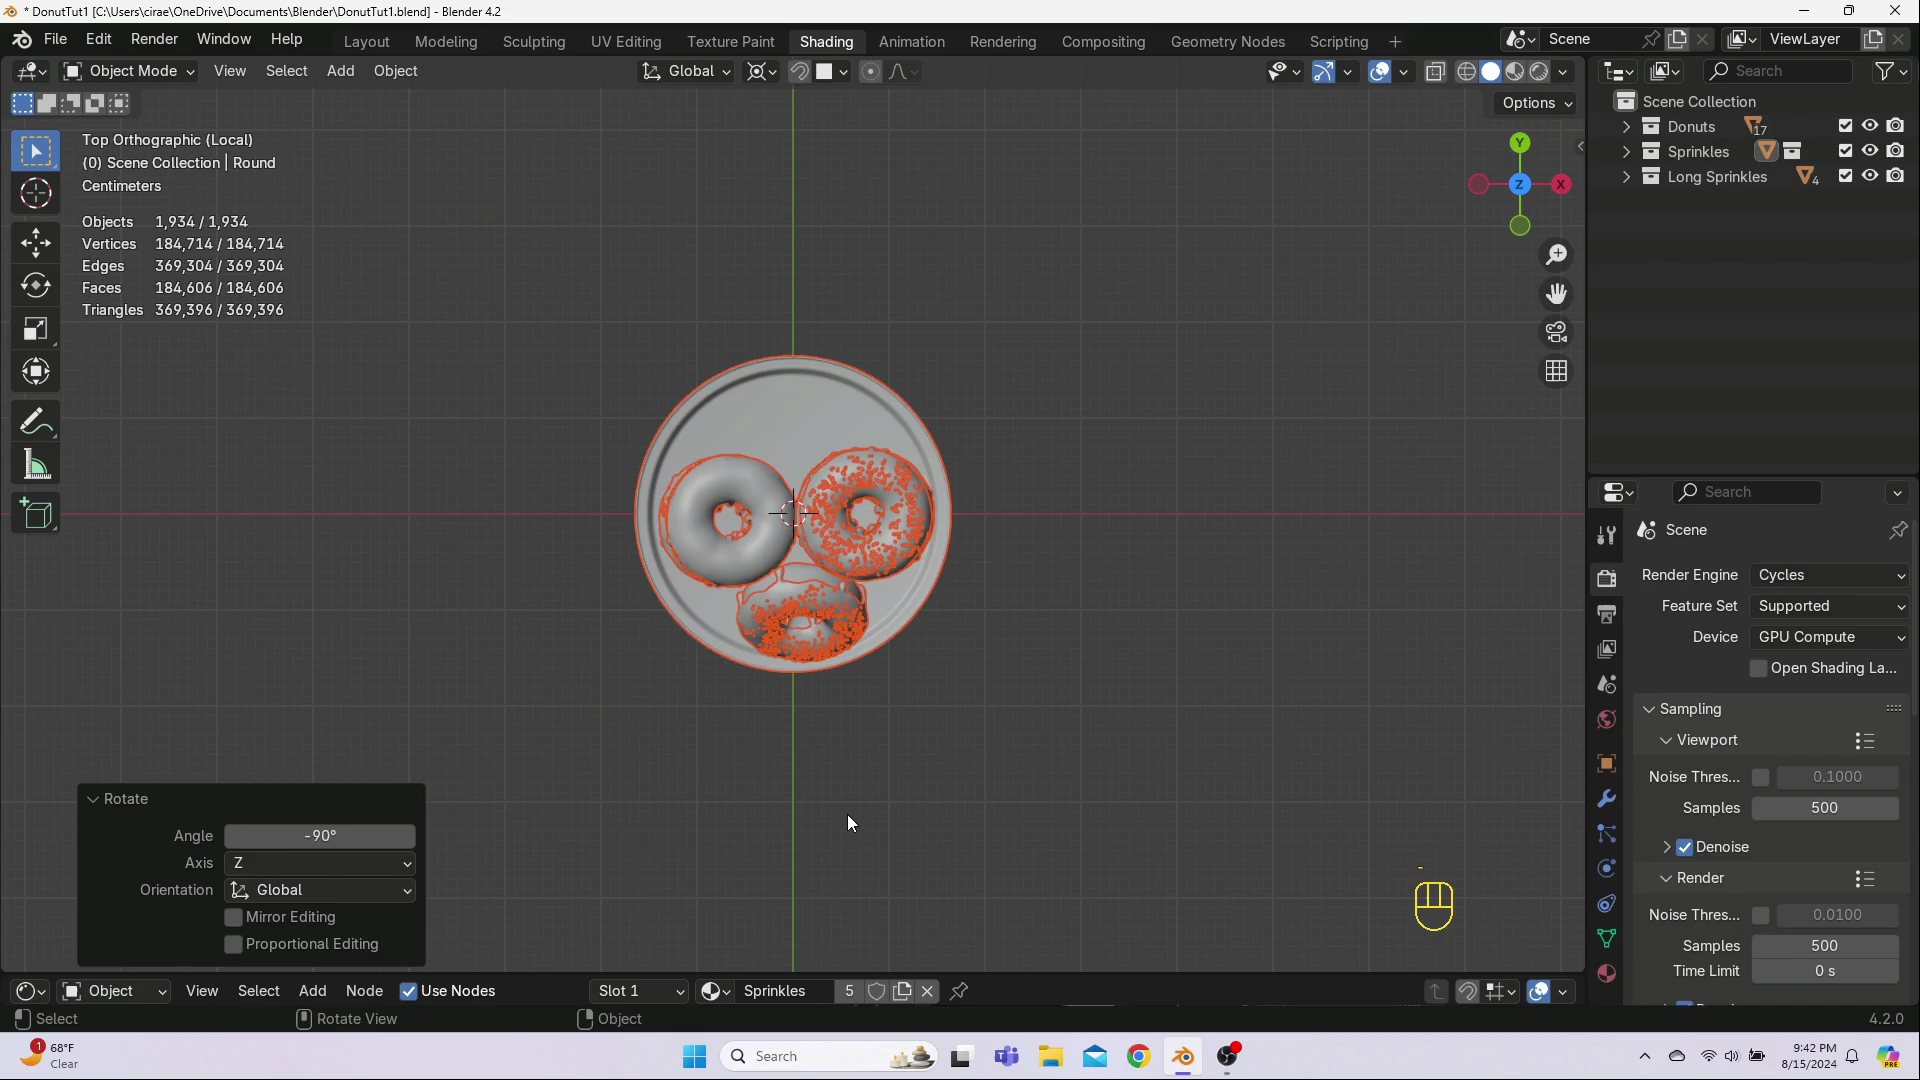 * DonutTut1 [C:\Users\cirae\OneDrive\Documents\Blender\DonutTut1.blend] - Blender 4.2
File Edit Render Window Help Layout Modeling Sculpting UV Editing Texture Paint Shading Animation Rendering Compositing Geometry Nodes Scripting + Scene ViewLayer
Object Mode View Select Add Object Global Search
Options
Scene Collection
Donuts 17
Sprinkles
Long Sprinkles 4
Top Orthographic (Local)
(0) Scene Collection | Round
Centimeters
Objects 1,934 / 1,934
Vertices 184,714 / 184,714
Edges 369,304 / 369,304
Faces 184,606 / 184,606
Triangles 369,396 / 369,396
Y
Z X
Search
Scene
Render Engine Cycles
Feature Set Supported
Device GPU Compute
Open Shading La...
Sampling
Viewport
Noise Thres... 0.1000
Samples 500
Denoise
Render
Noise Thres... 0.0100
Samples 500
Time Limit 0 s
Rotate
Angle -90°
Axis Z
Orientation Global
Mirror Editing
Proportional Editing
Object View Select Add Node Object Use Nodes Slot 1 Sprinkles 5
Select Rotate View Object 4.2.0
1 68°F
Clear
Search
9:42 PM
8/15/2024
PRE